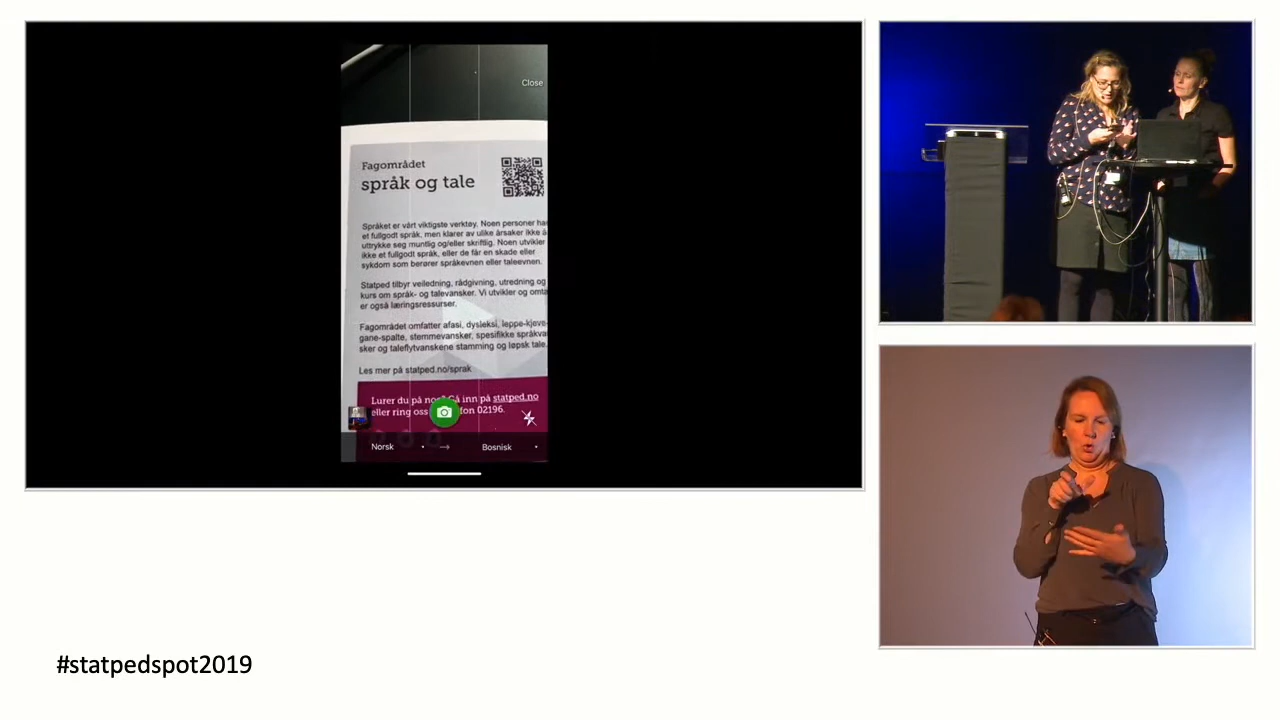 Close
Fagområdet
språk og tale
Språket er vårt viktigste verktøy. Noen personer har
et fullgodt språk, men klarer av ulike årsaker ikke å
uttrykke seg muntlig og/eller skriftlig. Noen utvikler
ikke et fullgodt språk, eller de får en skade eller
sykdom som berører språkevnen eller taleevnen.
Statped tilbyr veiledning, rådgivning, utredning og
kurs om språk- og talevansker. Vi utvikler og omta
er også læringsressurser.
Fagområdet omfatter afasi, dysleksi, leppe-kjeve-
gane-spalte, stemmevansker, spesifikke språkva
sker og taleflytvanskene stamming og løpsk tale.
Les mer på statped.no/sprak
Lurer du på noe? Gå inn på statped.no
eller ring oss fon 02196.
Norsk → Bosnisk
#statpedspot2019